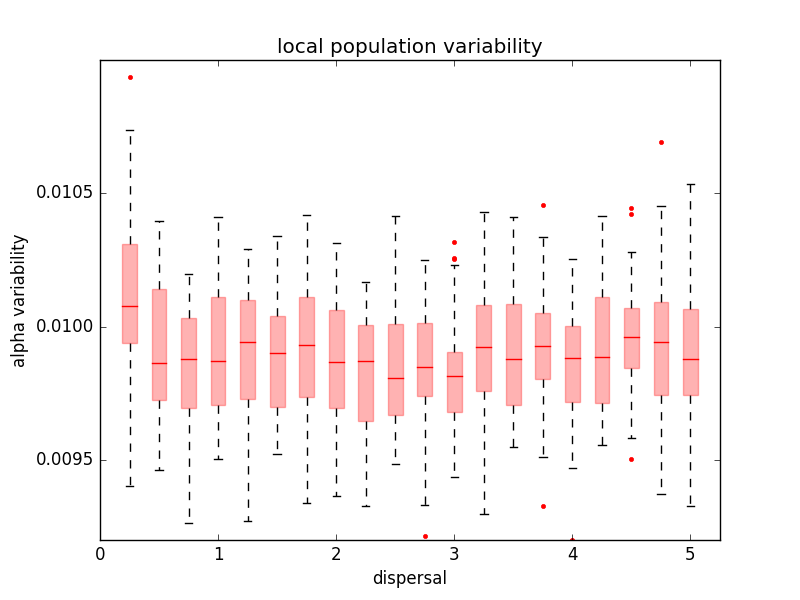 local population variability
alpha variability
0.0105
0.0100
0.0095
0 1 2 3 4 5
dispersal